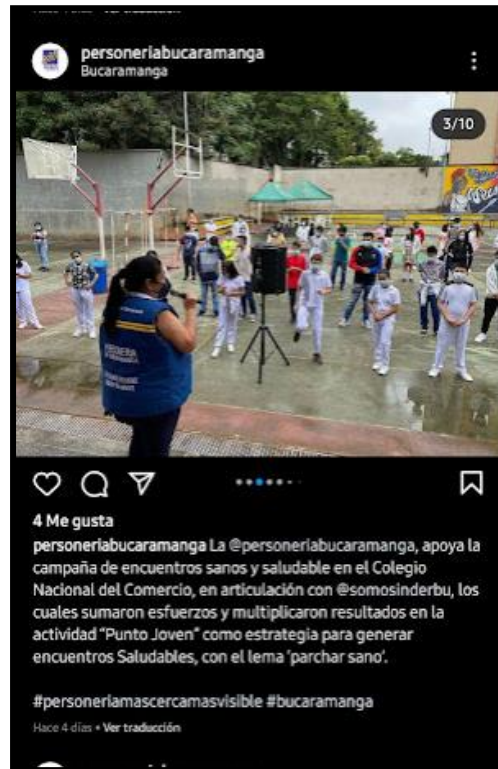 personeriabucaramanga
Bucaramanga
3/10
4 Me gusta
personeriabucaramanga La @personeriabucaramanga, apoya la
campaña de encuentros sanos y saludable en el Colegio
Nacional del Comercio, en articulación con @somosinderbu, los
cuales sumaron esfuerzos y multiplicaron resultados en la
actividad "Punto Joven" como estrategia para generar
encuentros Saludables, con el lema 'parchar sano'.
#personeriamascercamasvisible #bucaramanga
Hace 4 días • Ver traducción